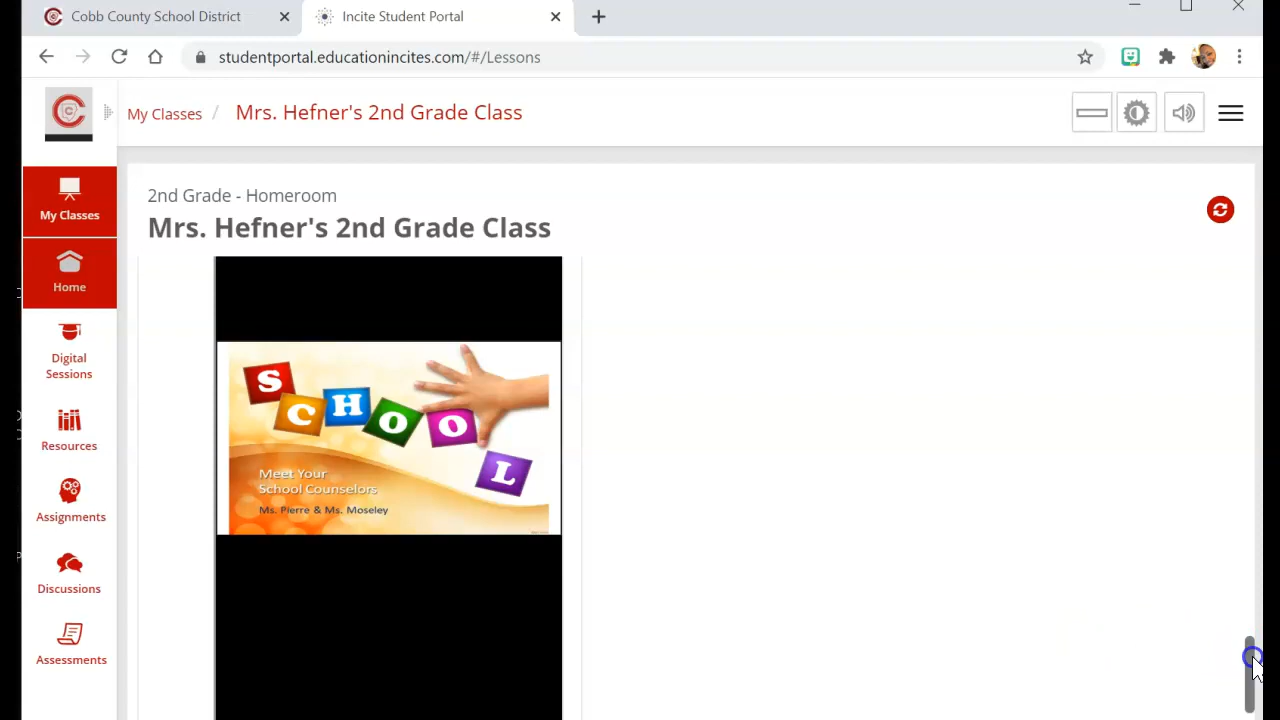 Cobb County School District
Incite Student Portal
studentportal.educationincites.com/#/Lessons
My Classes / Mrs. Hefner's 2nd Grade Class
My Classes
Home
Digital
Sessions
Resources
Assignments
Discussions
Assessments
2nd Grade - Homeroom
Mrs. Hefner's 2nd Grade Class
SCHOOL
Meet Your
School Counselors
Ms. Pierre & Ms. Moseley